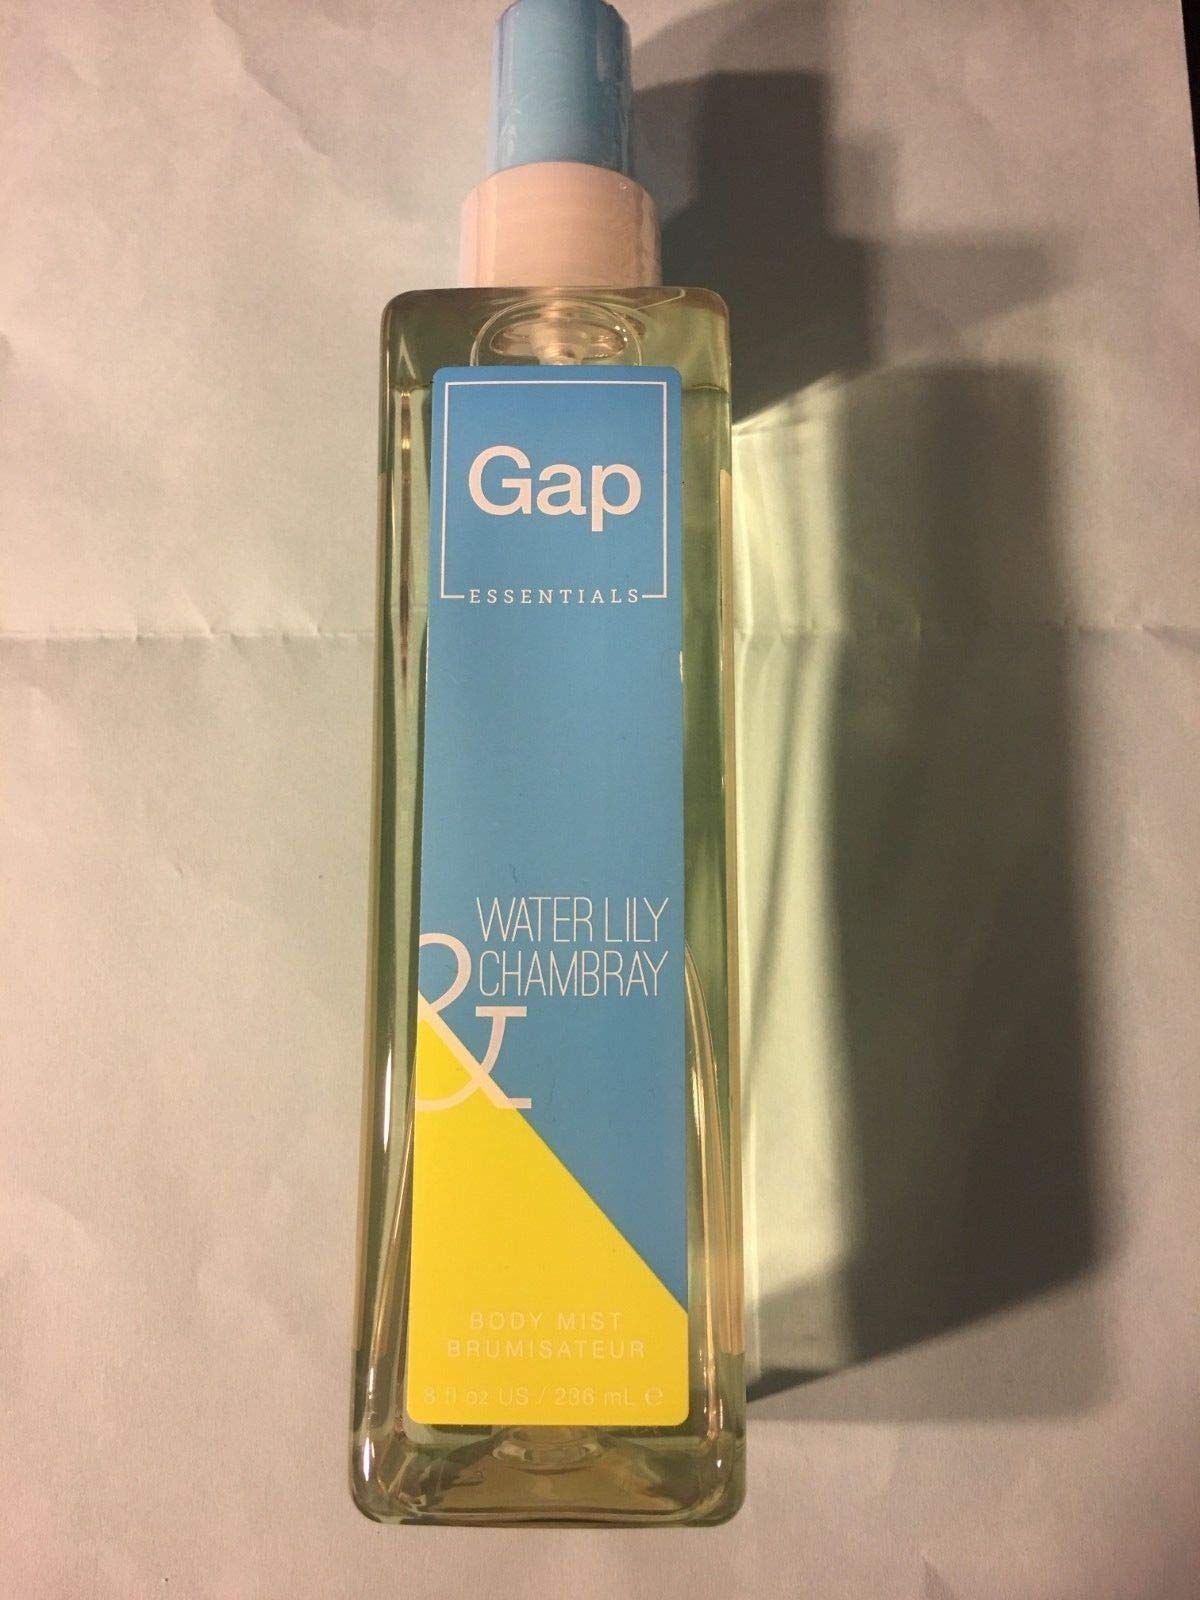 Gap
ESSENTIALS
WATER LILY
& CHAMBRAY
BODY MIST
BRUMISATEUR
8 fl oz US / 236 mL ℮